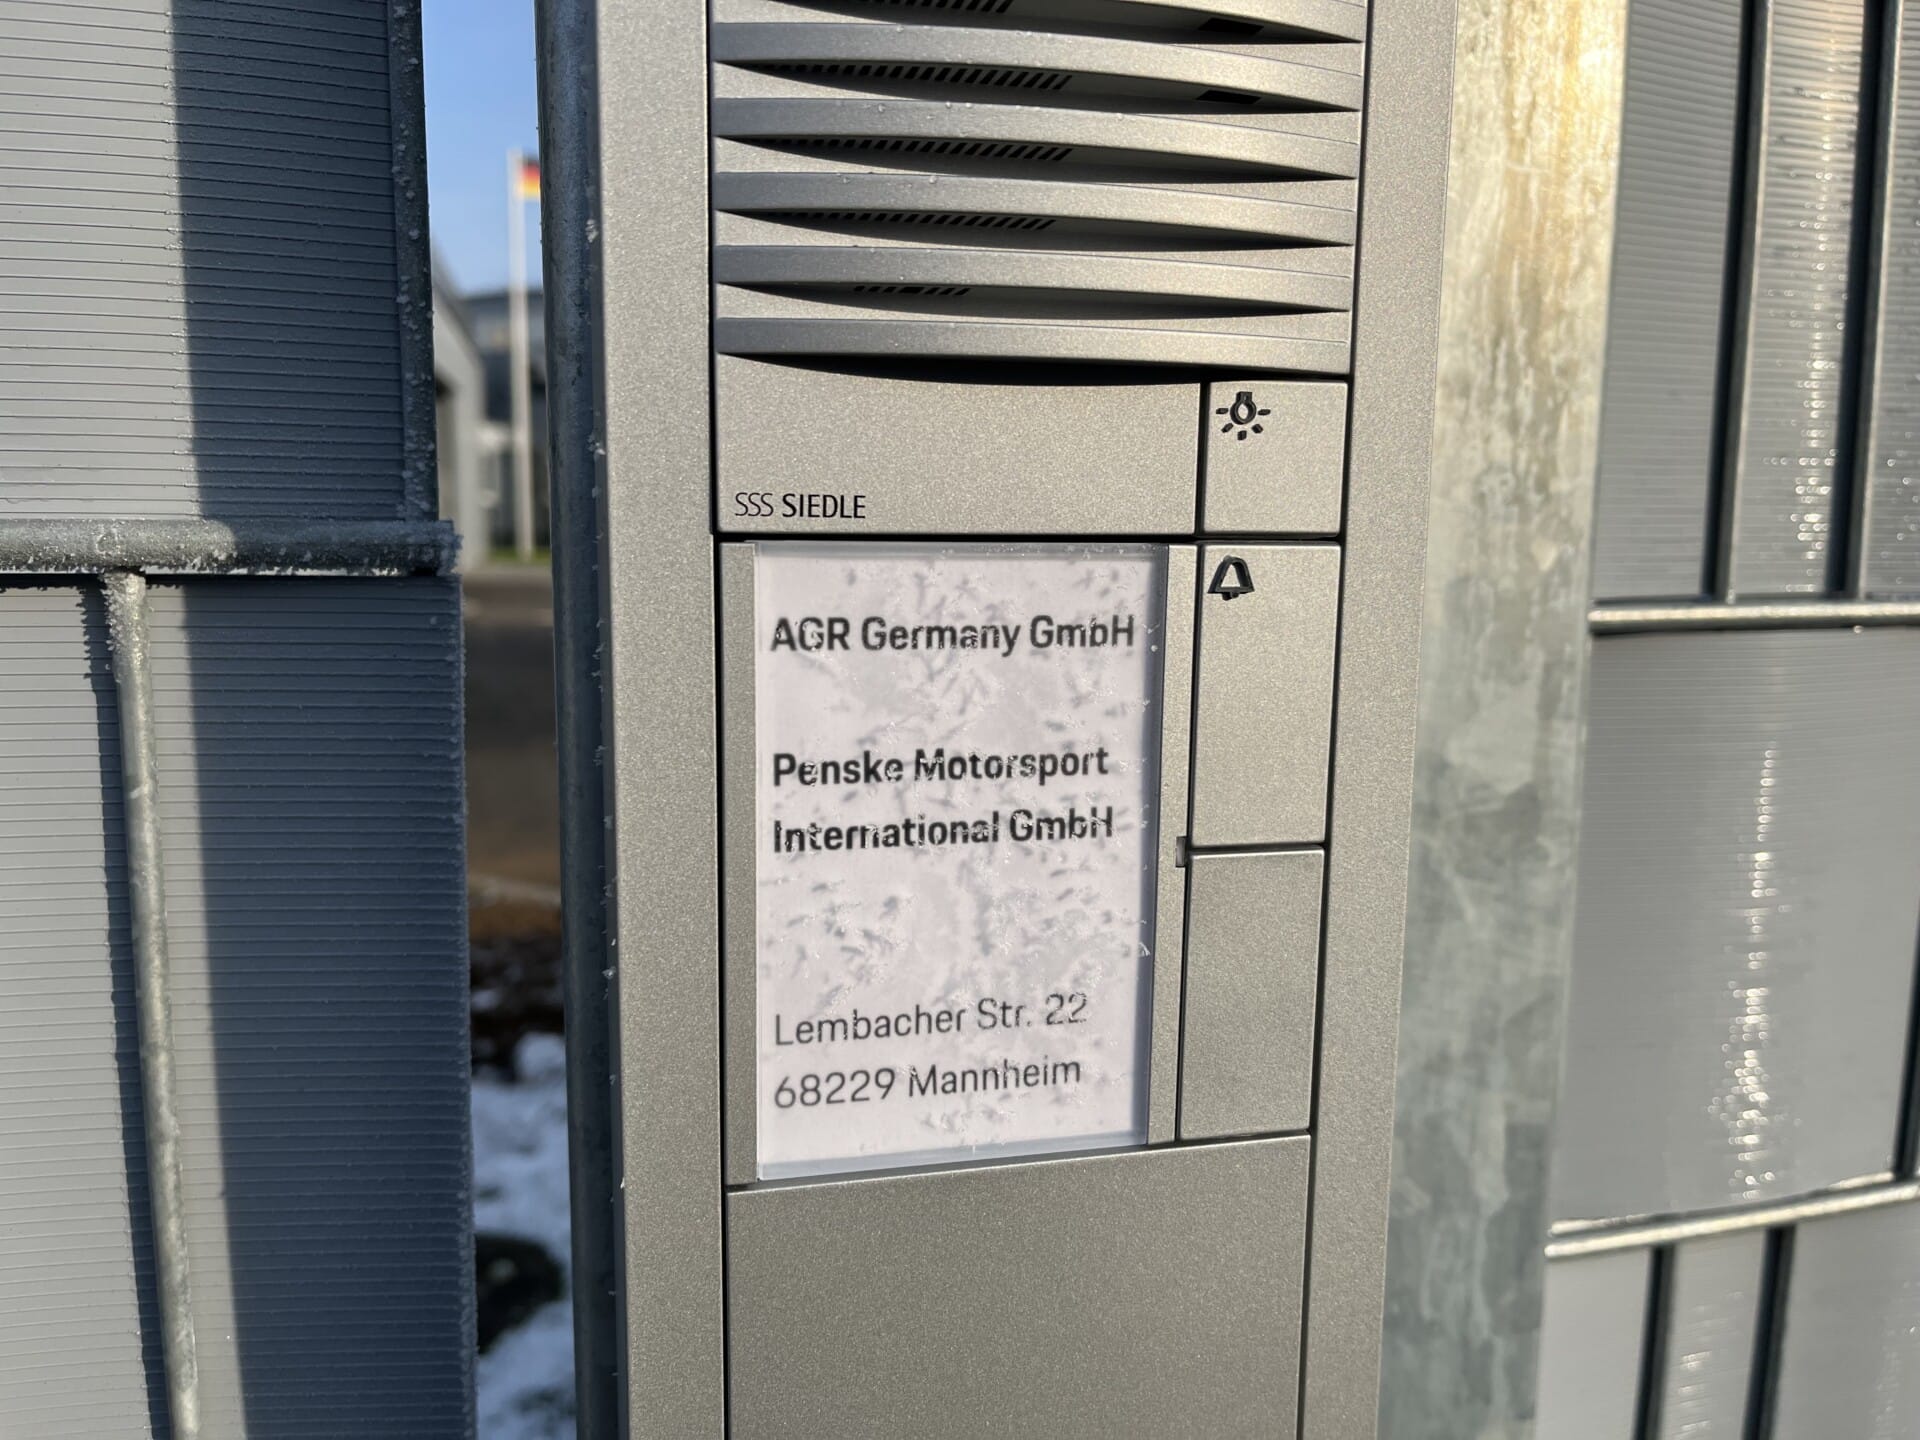 SSS SIEDLE
AGR Germany GmbH
Penske Motorsport
International GmbH
Lembacher Str. 22
68229 Mannheim